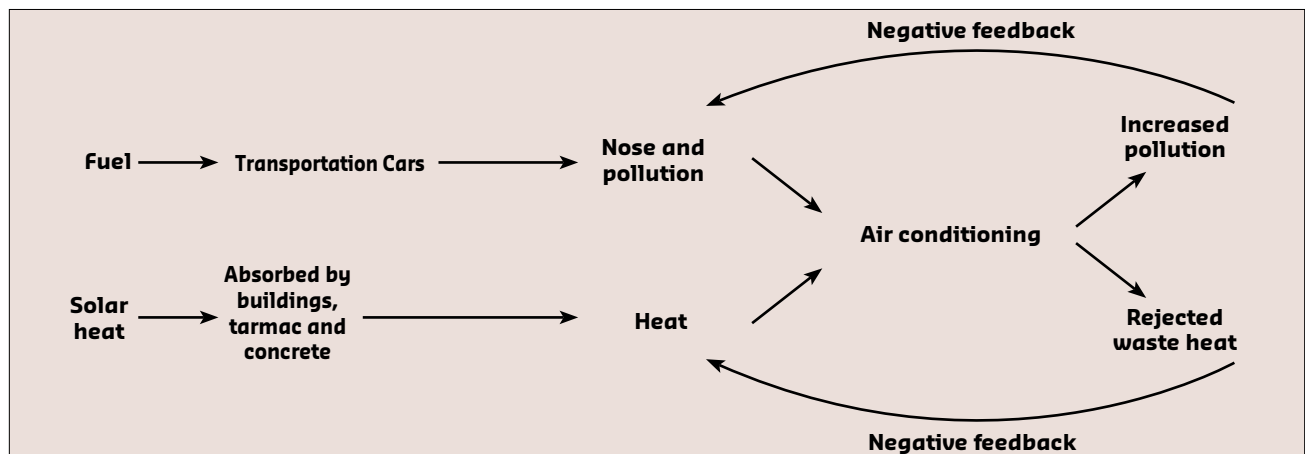 Negative feedback
Increased
pollution
Fuel
Transportation Cars
Nose and
pollution
Air conditioning
Absorbed by
buildings,
tarmac and
concrete
Solar
heat
Heat
Rejected
waste heat
Negative feedback